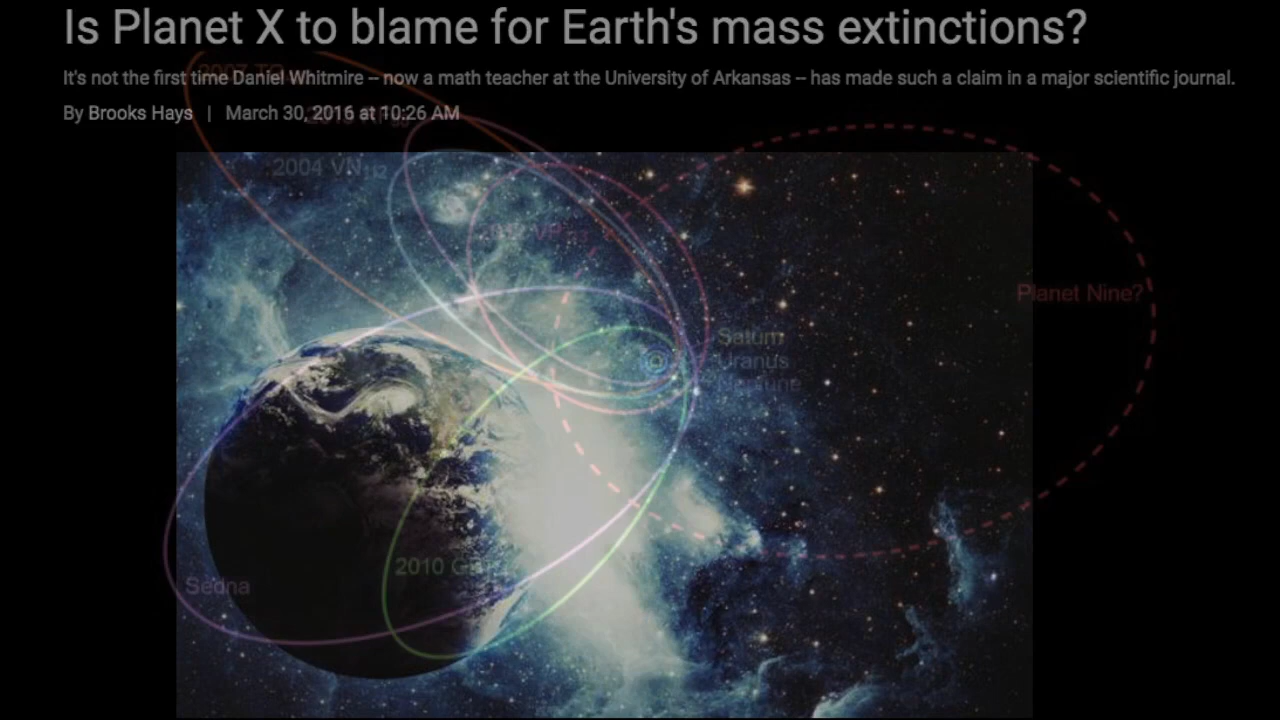 Is Planet X to blame for Earth's mass extinctions?
It's not the first time Daniel Whitmire -- now a math teacher at the University of Arkansas -- has made such a claim in a major scientific journal.
By Brooks Hays | March 30, 2016 at 10:26 AM
2004 VN112
Planet Nine?
Saturn
Uranus
Neptune
2010
Sedna